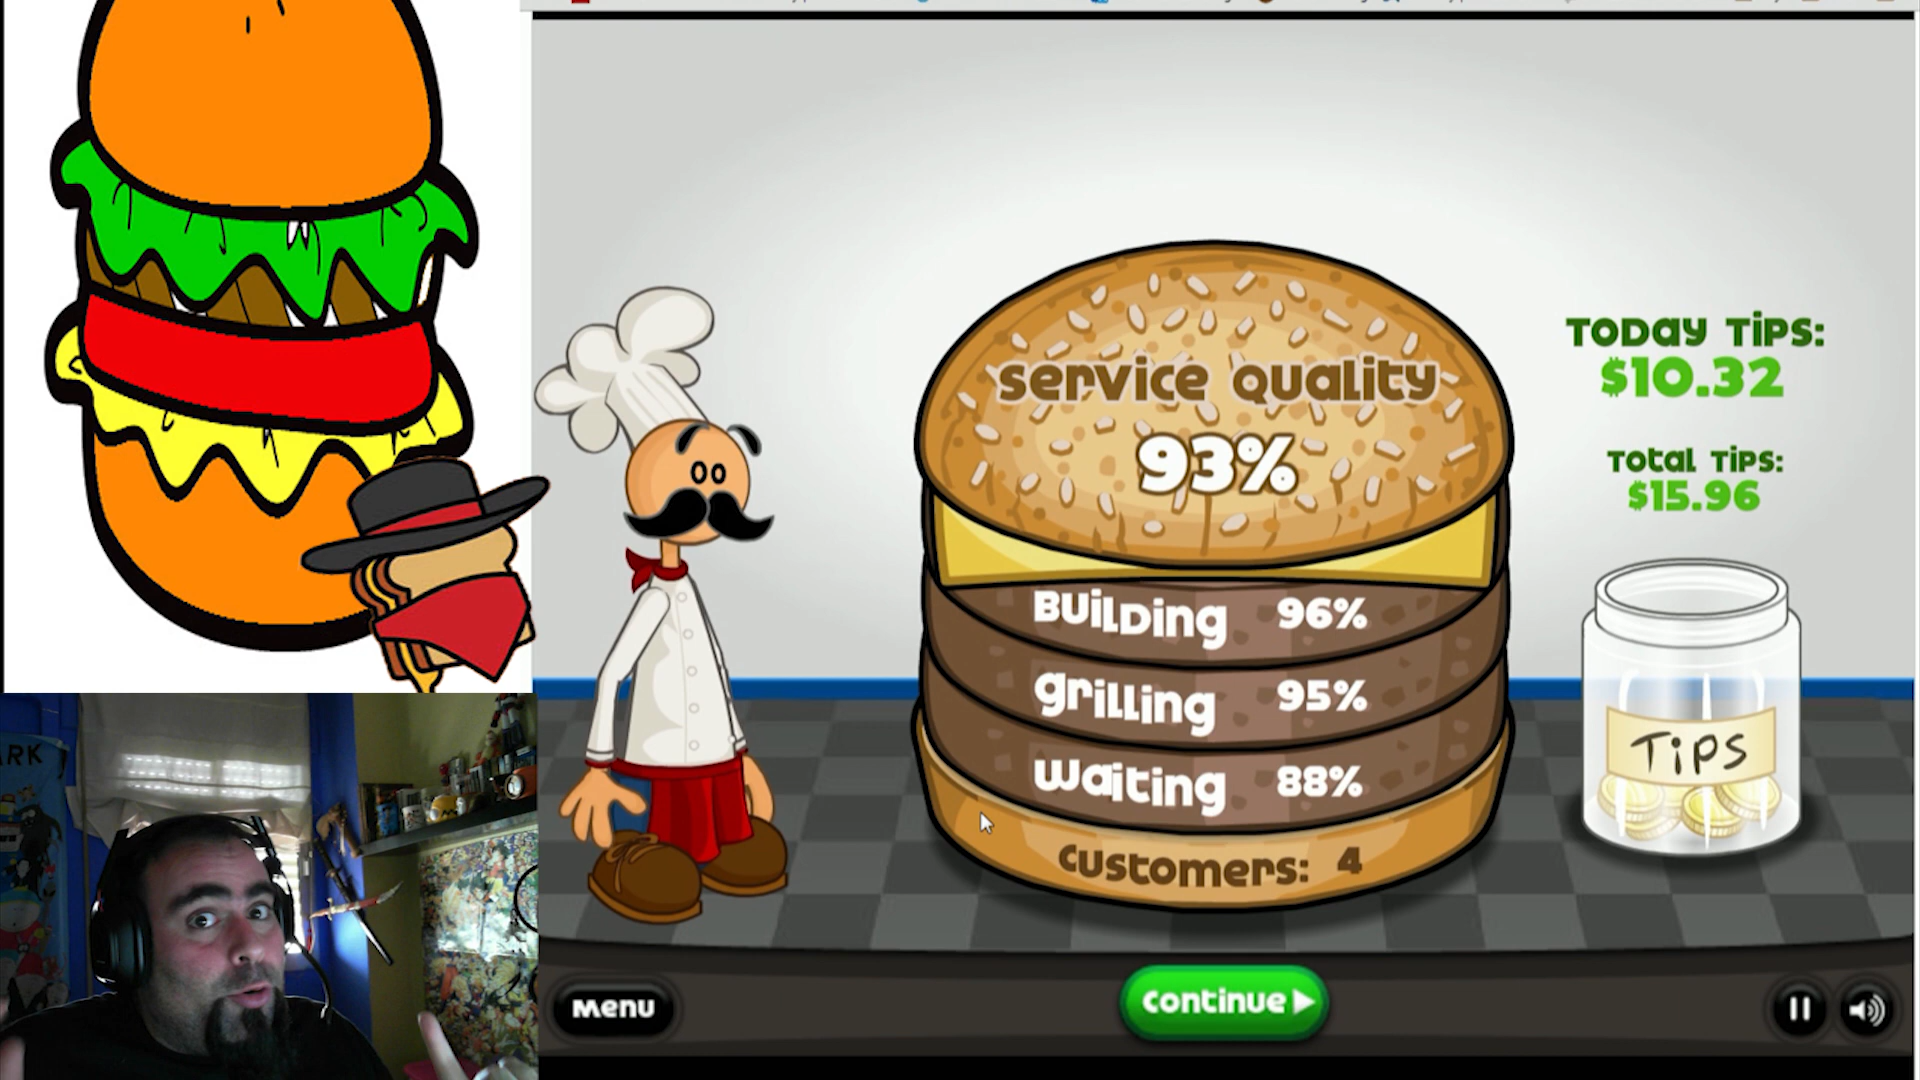 Service Quality
93%
Today Tips:
$10.32
Total Tips:
$15.96
Building 96%
Grilling 95%
Waiting 88%
Customers: 4
Tips
Menu
Continue
ARK